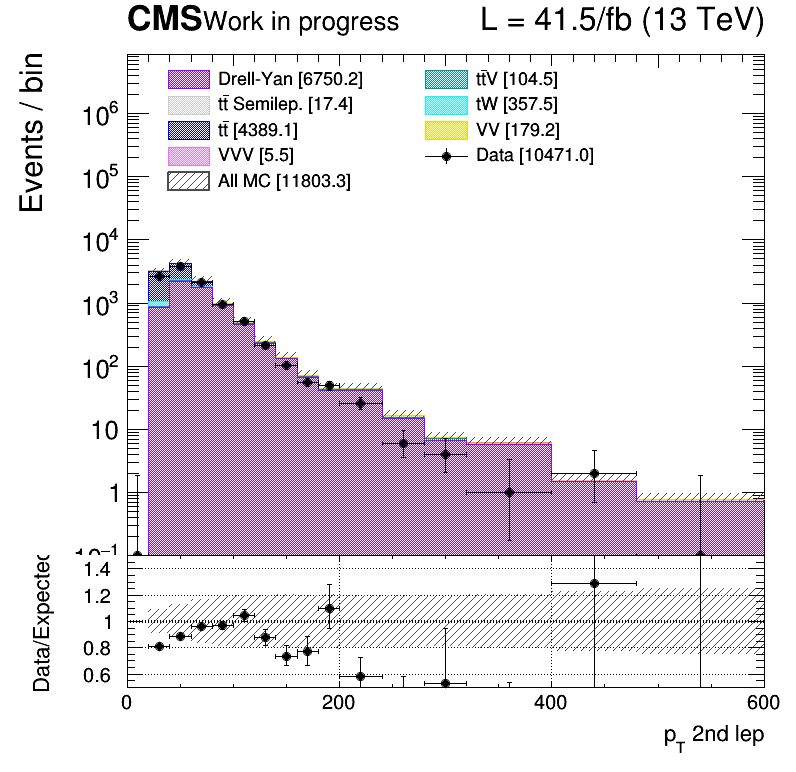 CMS Work in progress L = 41.5/fb (13 TeV)
Events / bin
Drell-Yan [6750.2] tt̄V [104.5]
tt̄ Semilep. [17.4] tW [357.5]
tt̄ [4389.1] VV [179.2]
VVV [5.5] Data [10471.0]
All MC [11803.3]
10⁶
10⁵
10⁴
10³
10²
10
1
10⁻¹
Data/Expected
1.4
1.2
1
0.8
0.6
0 200 400 600
p_T 2nd lep